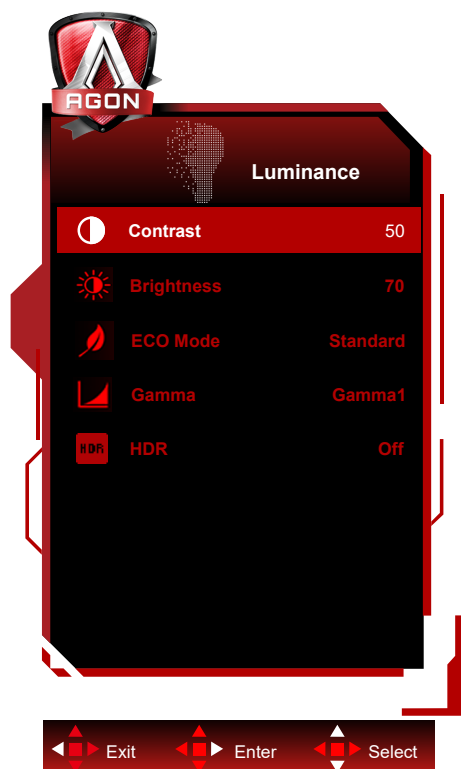 AGON
Luminance
Contrast 50
Brightness 70
ECO Mode Standard
Gamma Gamma1
HDR HDR Off
Exit Enter Select